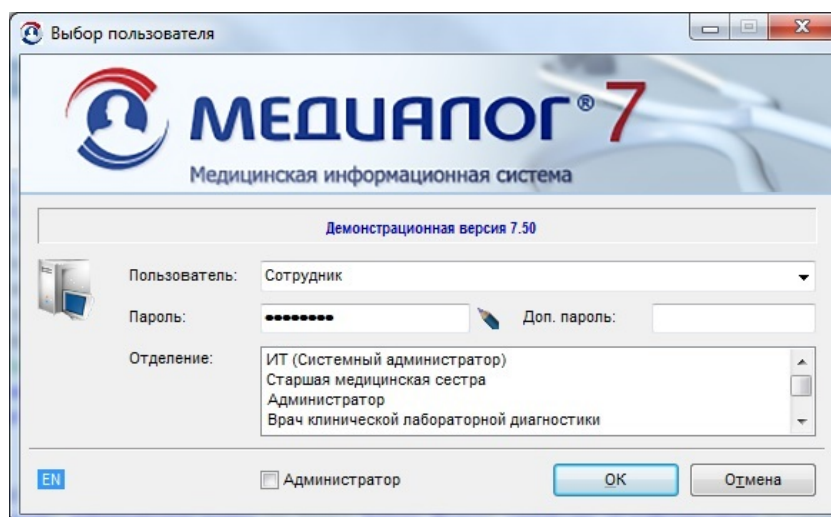 Выбор пользователя
МЕДИАЛОГ® 7
Медицинская информационная система
Демонстрационная версия 7.50
Пользователь: Сотрудник
Пароль: ●●●●●●●● Доп. пароль:
Отделение: ИТ (Системный администратор)
Старшая медицинская сестра
Администратор
Врач клинической лабораторной диагностики
EN Администратор OK Отмена